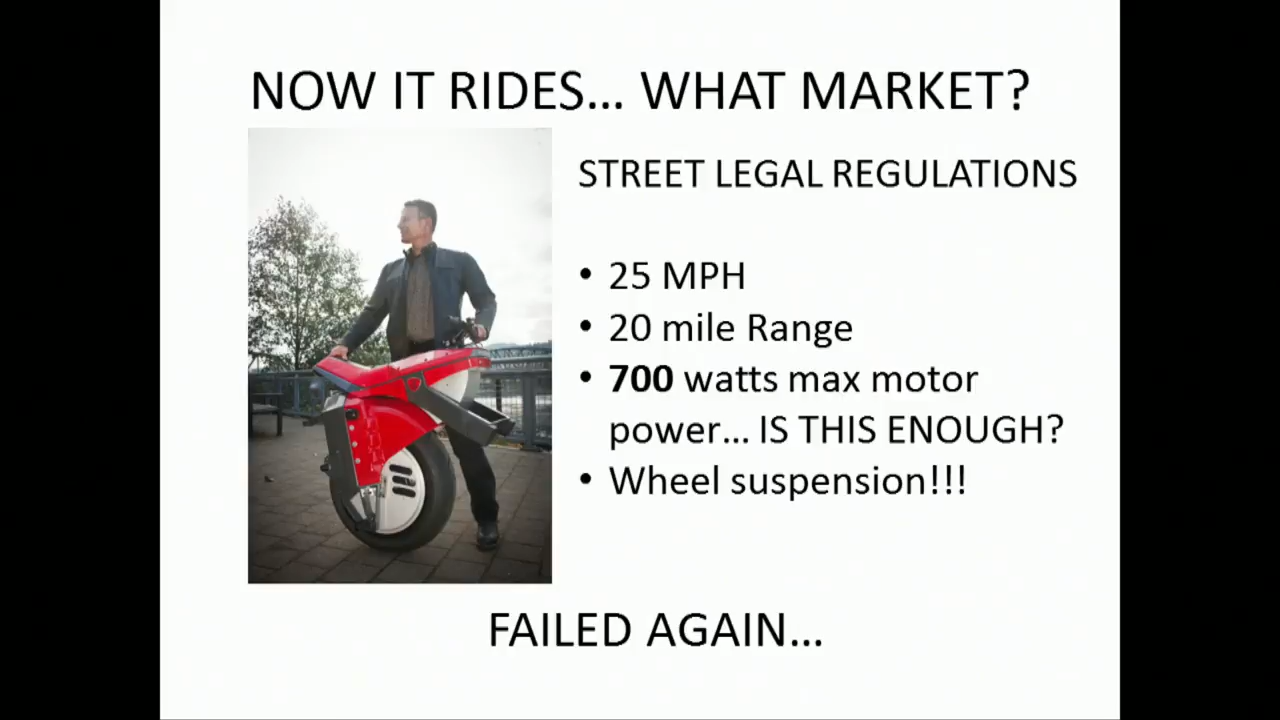 NOW IT RIDES... WHAT MARKET?
STREET LEGAL REGULATIONS
• 25 MPH
• 20 mile Range
• 700 watts max motor
power... IS THIS ENOUGH?
• Wheel suspension!!!
FAILED AGAIN...